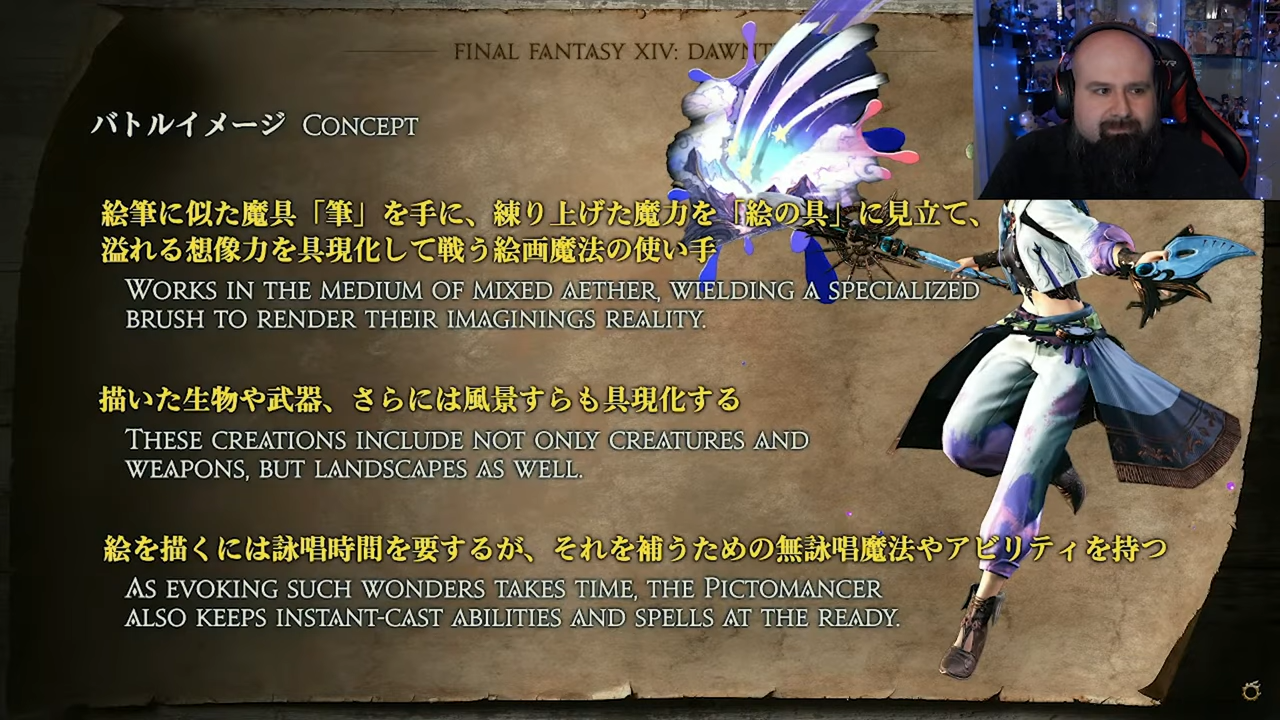 FINAL FANTASY XIV: DAWNT
バトルイメージ CONCEPT
絵筆に似た魔具「筆」を手に、練り上げた魔力を「絵の具」に見立て、
溢れる想像力を具現化して戦う絵画魔法の使い手
WORKS IN THE MEDIUM OF MIXED AETHER, WIELDING A SPECIALIZED
BRUSH TO RENDER THEIR IMAGININGS REALITY.
描いた生物や武器、さらには風景すらも具現化する
THESE CREATIONS INCLUDE NOT ONLY CREATURES AND
WEAPONS, BUT LANDSCAPES AS WELL.
絵を描くには詠唱時間を要するが、それを補うための無詠唱魔法やアビリティを持つ
AS EVOKING SUCH WONDERS TAKES TIME, THE PICTOMANCER
ALSO KEEPS INSTANT-CAST ABILITIES AND SPELLS AT THE READY.